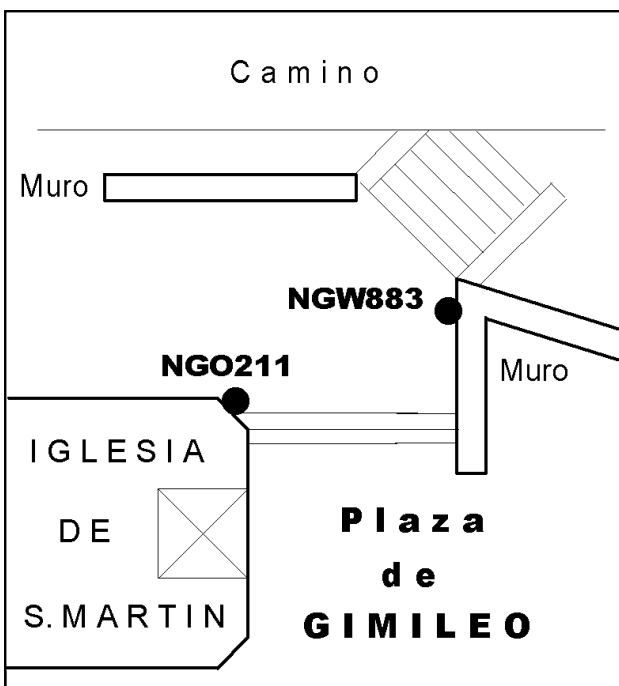 Camino
Muro
NGW883
NGO211
Muro
IGLESIA
DE
S. MARTIN
Plaza
de
GIMILEO